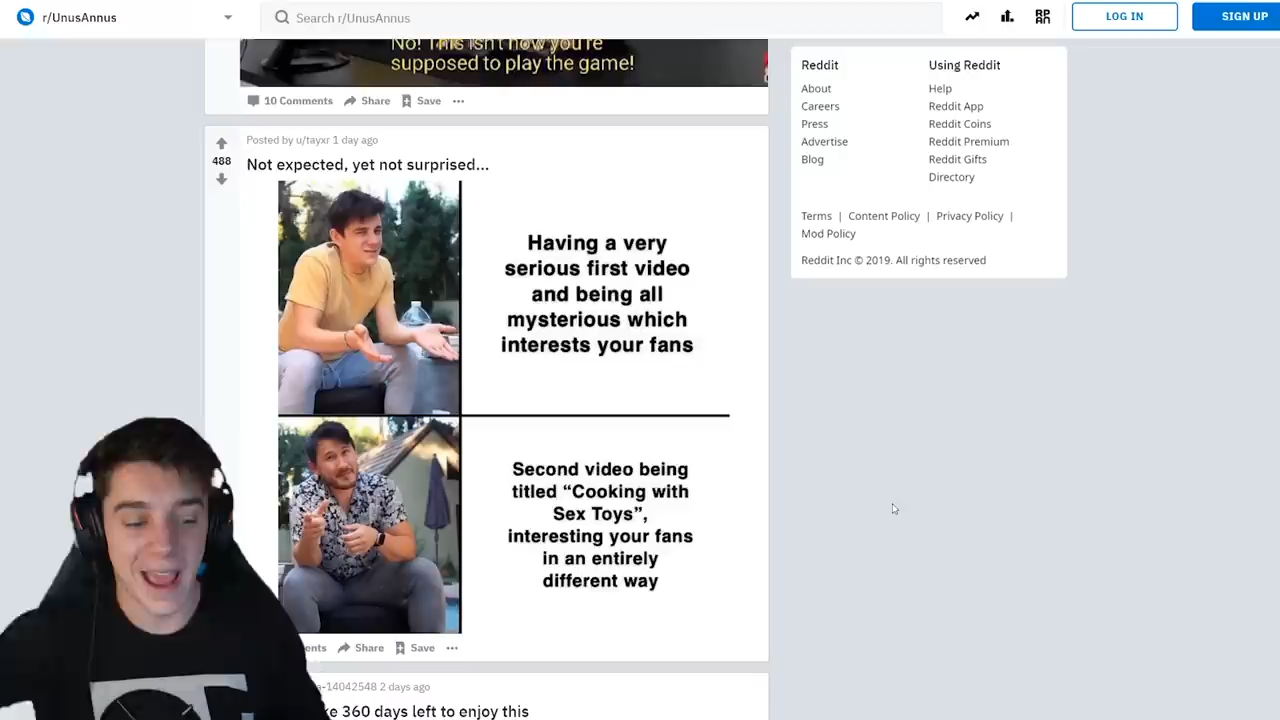 r/UnusAnnus
Search r/UnusAnnus
LOG IN
SIGN UP
No! This isn't how you're
supposed to play the game!
10 Comments Share Save
Posted by u/tayxr 1 day ago
488
Not expected, yet not surprised...
Having a very
serious first video
and being all
mysterious which
interests your fans
Second video being
titled “Cooking with
Sex Toys”,
interesting your fans
in an entirely
different way
Share Save
-14042548 2 days ago
360 days left to enjoy this
Reddit
About
Careers
Press
Advertise
Blog
Using Reddit
Help
Reddit App
Reddit Coins
Reddit Premium
Reddit Gifts
Directory
Terms | Content Policy | Privacy Policy |
Mod Policy
Reddit Inc © 2019. All rights reserved